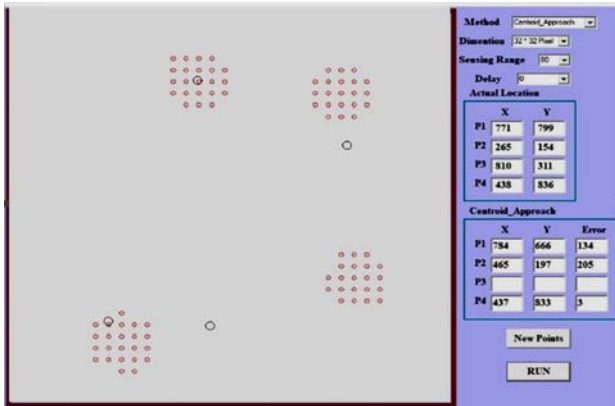 Method Centroid_Approach
Dimention 32 * 32 Pixel
Sensing Range 80
Delay 0
Actual Location
X Y
P1 771 799
P2 265 154
P3 810 311
P4 438 836
Centroid_Approach
X Y Error
P1 784 666 134
P2 465 197 205
P3
P4 437 833 3
New Points
RUN